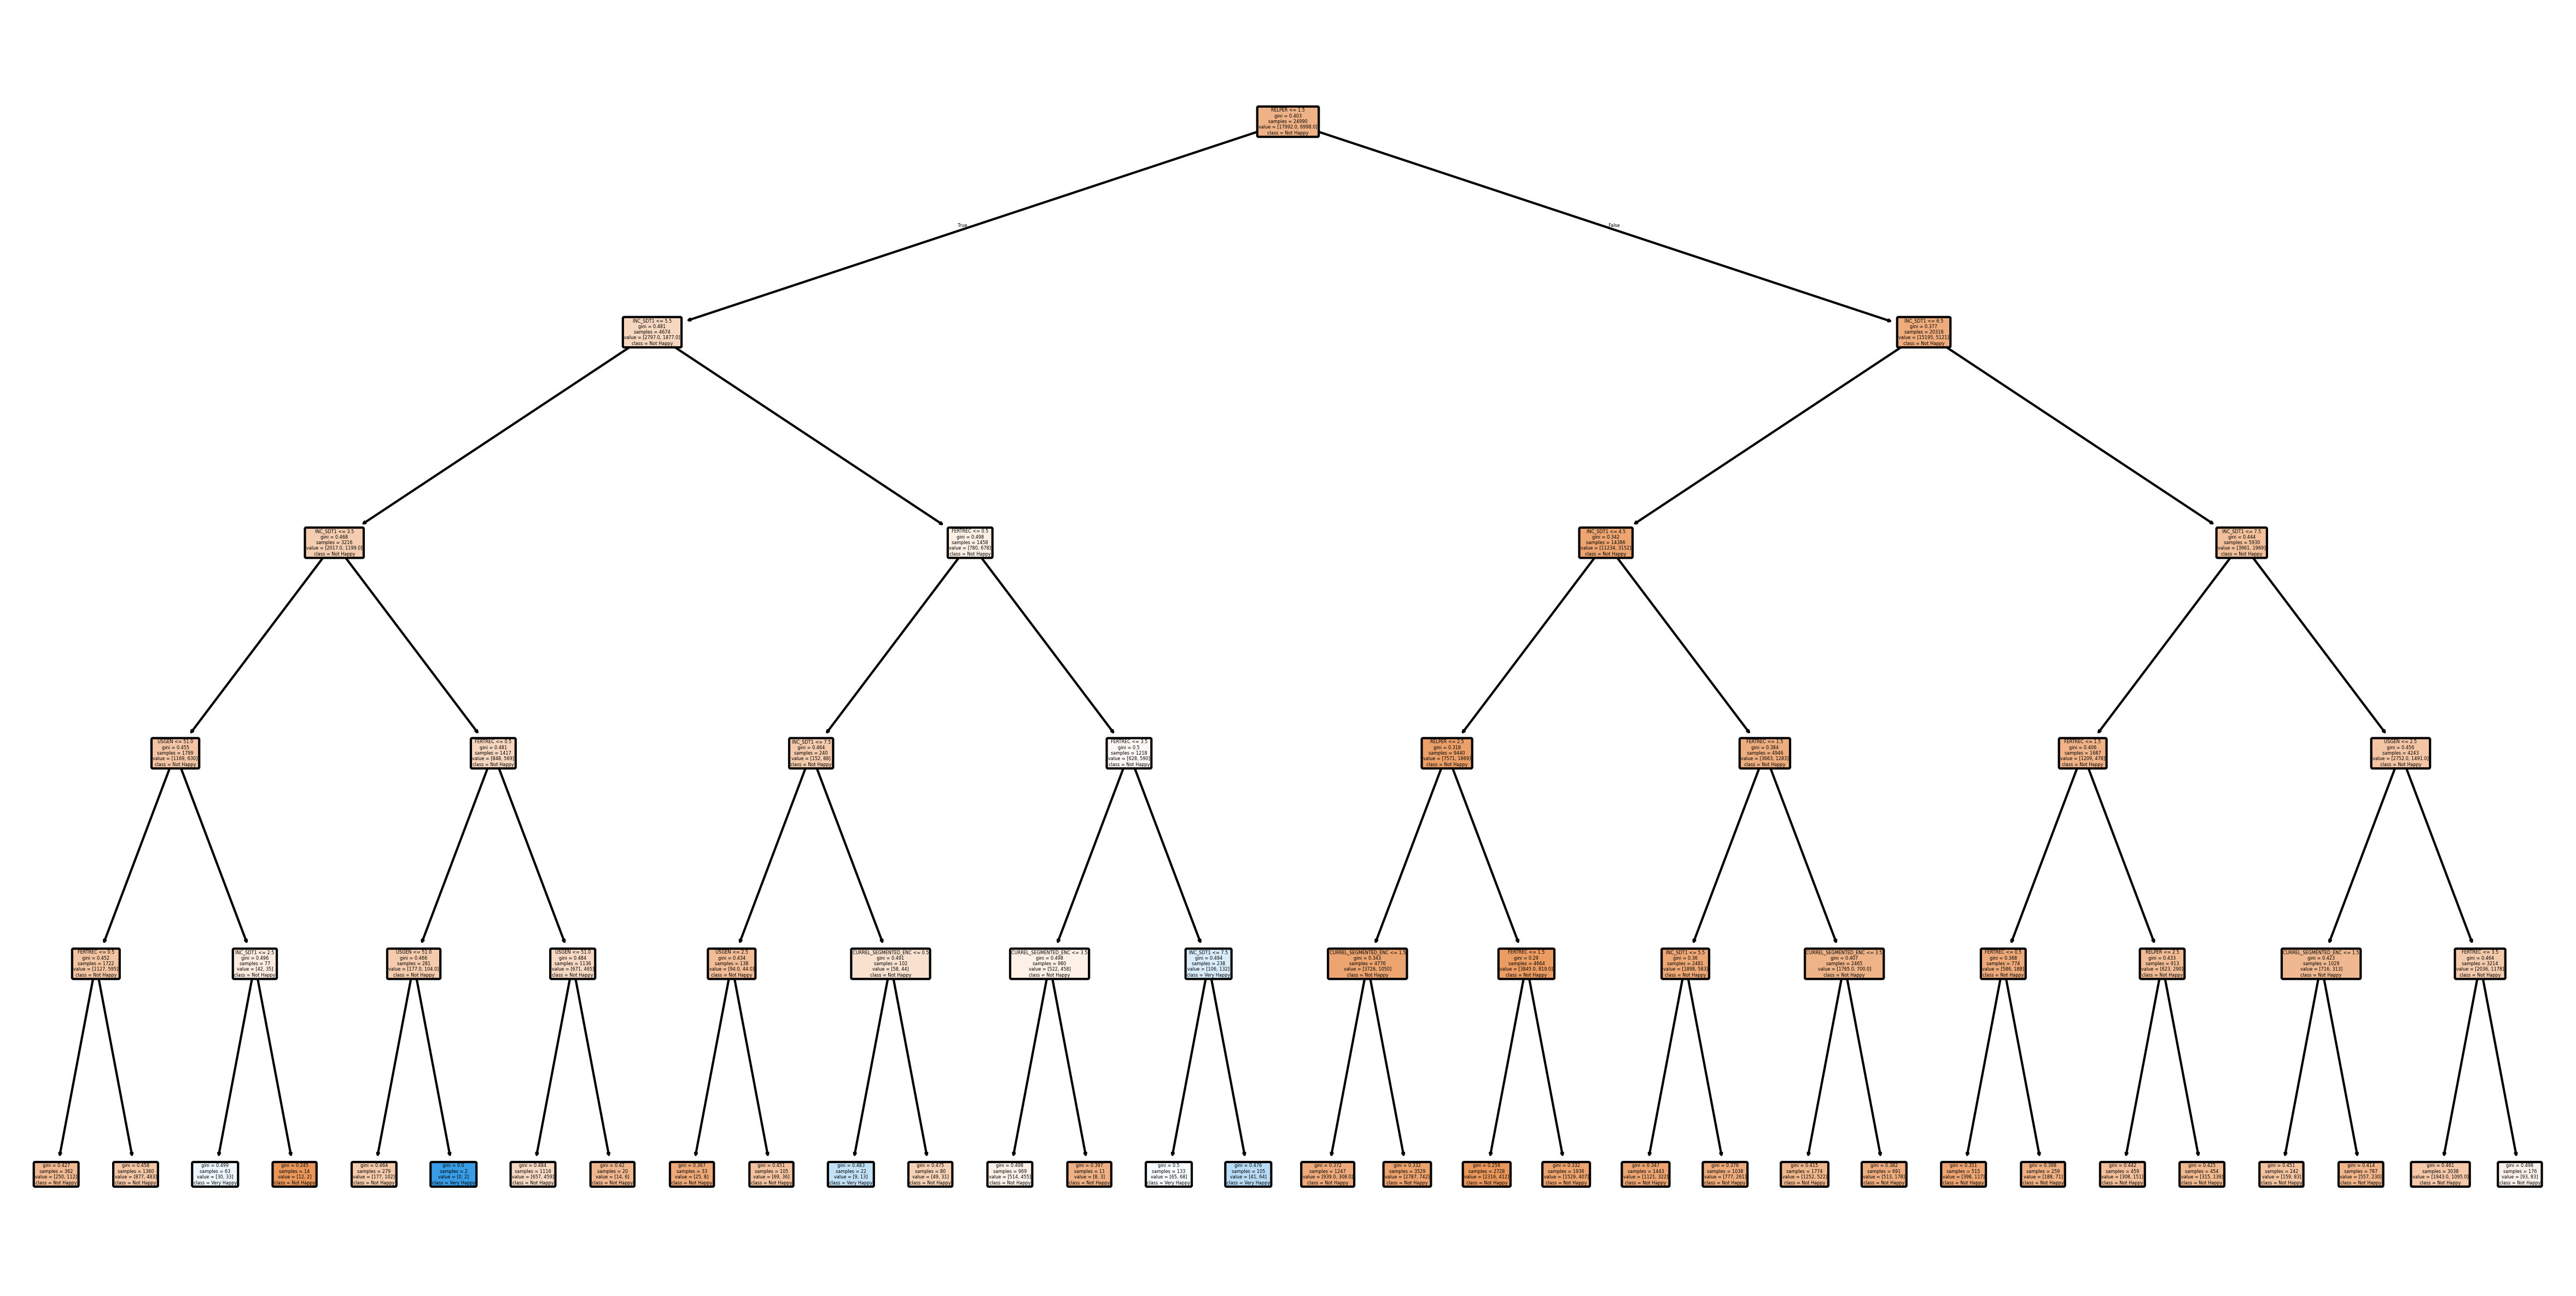 RELPER <= 1.5
gini = 0.403
samples = 24990
value = [17992.0, 6998.0]
class = Not Happy
True
False
INC_SDT1 <= 5.5
gini = 0.481
samples = 4674
value = [2797.0, 1877.0]
class = Not Happy
INC_SDT1 <= 6.5
gini = 0.377
samples = 20316
value = [15195, 5121]
class = Not Happy
INC_SDT1 <= 3.5
gini = 0.468
samples = 3216
value = [2017.0, 1199.0]
class = Not Happy
FERTREC <= 0.5
gini = 0.498
samples = 1458
value = [780, 678]
class = Not Happy
INC_SDT1 <= 4.5
gini = 0.342
samples = 14386
value = [11234, 3152]
class = Not Happy
INC_SDT1 <= 7.5
gini = 0.444
samples = 5930
value = [3961, 1969]
class = Not Happy
USGEN <= 51.0
gini = 0.455
samples = 1799
value = [1169, 630]
class = Not Happy
FERTREC <= 0.5
gini = 0.481
samples = 1417
value = [848, 569]
class = Not Happy
INC_SDT1 <= 7.5
gini = 0.464
samples = 240
value = [152, 88]
class = Not Happy
FERTREC <= 3.5
gini = 0.5
samples = 1218
value = [628, 590]
class = Not Happy
RELPER <= 2.5
gini = 0.318
samples = 9440
value = [7571, 1869]
class = Not Happy
FERTREC <= 1.5
gini = 0.384
samples = 4946
value = [3663, 1283]
class = Not Happy
FERTREC <= 1.5
gini = 0.406
samples = 1687
value = [1209, 478]
class = Not Happy
USGEN <= 2.5
gini = 0.456
samples = 4243
value = [2752.0, 1491.0]
class = Not Happy
FERTREC <= 0.5
gini = 0.452
samples = 1722
value = [1127, 595]
class = Not Happy
INC_SDT1 <= 2.5
gini = 0.496
samples = 77
value = [42, 35]
class = Not Happy
USGEN <= 51.0
gini = 0.466
samples = 281
value = [177.0, 104.0]
class = Not Happy
USGEN <= 51.0
gini = 0.484
samples = 1136
value = [671, 465]
class = Not Happy
USGEN <= 2.5
gini = 0.434
samples = 138
value = [94.0, 44.0]
class = Not Happy
CURREL_SEGMENTED_ENC <= 0.5
gini = 0.491
samples = 102
value = [58, 44]
class = Not Happy
CURREL_SEGMENTED_ENC <= 3.5
gini = 0.498
samples = 980
value = [522, 458]
class = Not Happy
INC_SDT1 <= 7.5
gini = 0.494
samples = 238
value = [106, 132]
class = Very Happy
CURREL_SEGMENTED_ENC <= 1.5
gini = 0.343
samples = 4776
value = [3726, 1050]
class = Not Happy
FERTREC <= 1.5
gini = 0.29
samples = 4664
value = [3845.0, 819.0]
class = Not Happy
INC_SDT1 <= 5.5
gini = 0.36
samples = 2481
value = [1898, 583]
class = Not Happy
CURREL_SEGMENTED_ENC <= 3.5
gini = 0.407
samples = 2465
value = [1765.0, 700.0]
class = Not Happy
FERTREC <= 0.5
gini = 0.368
samples = 774
value = [586, 188]
class = Not Happy
RELPER <= 2.5
gini = 0.433
samples = 913
value = [623, 290]
class = Not Happy
CURREL_SEGMENTED_ENC <= 1.5
gini = 0.423
samples = 1029
value = [716, 313]
class = Not Happy
FERTREC <= 3.5
gini = 0.464
samples = 3214
value = [2036, 1178]
class = Not Happy
gini = 0.427
samples = 362
value = [250, 112]
class = Not Happy
gini = 0.458
samples = 1360
value = [877, 483]
class = Not Happy
gini = 0.499
samples = 63
value = [30, 33]
class = Very Happy
gini = 0.245
samples = 14
value = [12, 2]
class = Not Happy
gini = 0.464
samples = 279
value = [177, 102]
class = Not Happy
gini = 0.0
samples = 2
value = [0, 2]
class = Very Happy
gini = 0.484
samples = 1116
value = [657, 459]
class = Not Happy
gini = 0.42
samples = 20
value = [14, 6]
class = Not Happy
gini = 0.367
samples = 33
value = [25, 8]
class = Not Happy
gini = 0.451
samples = 105
value = [69, 36]
class = Not Happy
gini = 0.483
samples = 22
value = [9, 13]
class = Very Happy
gini = 0.475
samples = 80
value = [49, 31]
class = Not Happy
gini = 0.498
samples = 969
value = [514, 455]
class = Not Happy
gini = 0.397
samples = 11
value = [8, 3]
class = Not Happy
gini = 0.5
samples = 133
value = [65, 68]
class = Very Happy
gini = 0.476
samples = 105
value = [41, 64]
class = Very Happy
gini = 0.372
samples = 1247
value = [939.0, 308.0]
class = Not Happy
gini = 0.332
samples = 3529
value = [2787, 742]
class = Not Happy
gini = 0.256
samples = 2728
value = [2316, 412]
class = Not Happy
gini = 0.332
samples = 1936
value = [1529, 407]
class = Not Happy
gini = 0.347
samples = 1443
value = [1121, 322]
class = Not Happy
gini = 0.376
samples = 1038
value = [777, 261]
class = Not Happy
gini = 0.415
samples = 1774
value = [1252, 522]
class = Not Happy
gini = 0.382
samples = 691
value = [513, 178]
class = Not Happy
gini = 0.351
samples = 515
value = [398, 117]
class = Not Happy
gini = 0.398
samples = 259
value = [188, 71]
class = Not Happy
gini = 0.442
samples = 459
value = [308, 151]
class = Not Happy
gini = 0.425
samples = 454
value = [315, 139]
class = Not Happy
gini = 0.451
samples = 242
value = [159, 83]
class = Not Happy
gini = 0.414
samples = 787
value = [557, 230]
class = Not Happy
gini = 0.461
samples = 3038
value = [1943.0, 1095.0]
class = Not Happy
gini = 0.498
samples = 176
value = [93, 83]
class = Not Happy